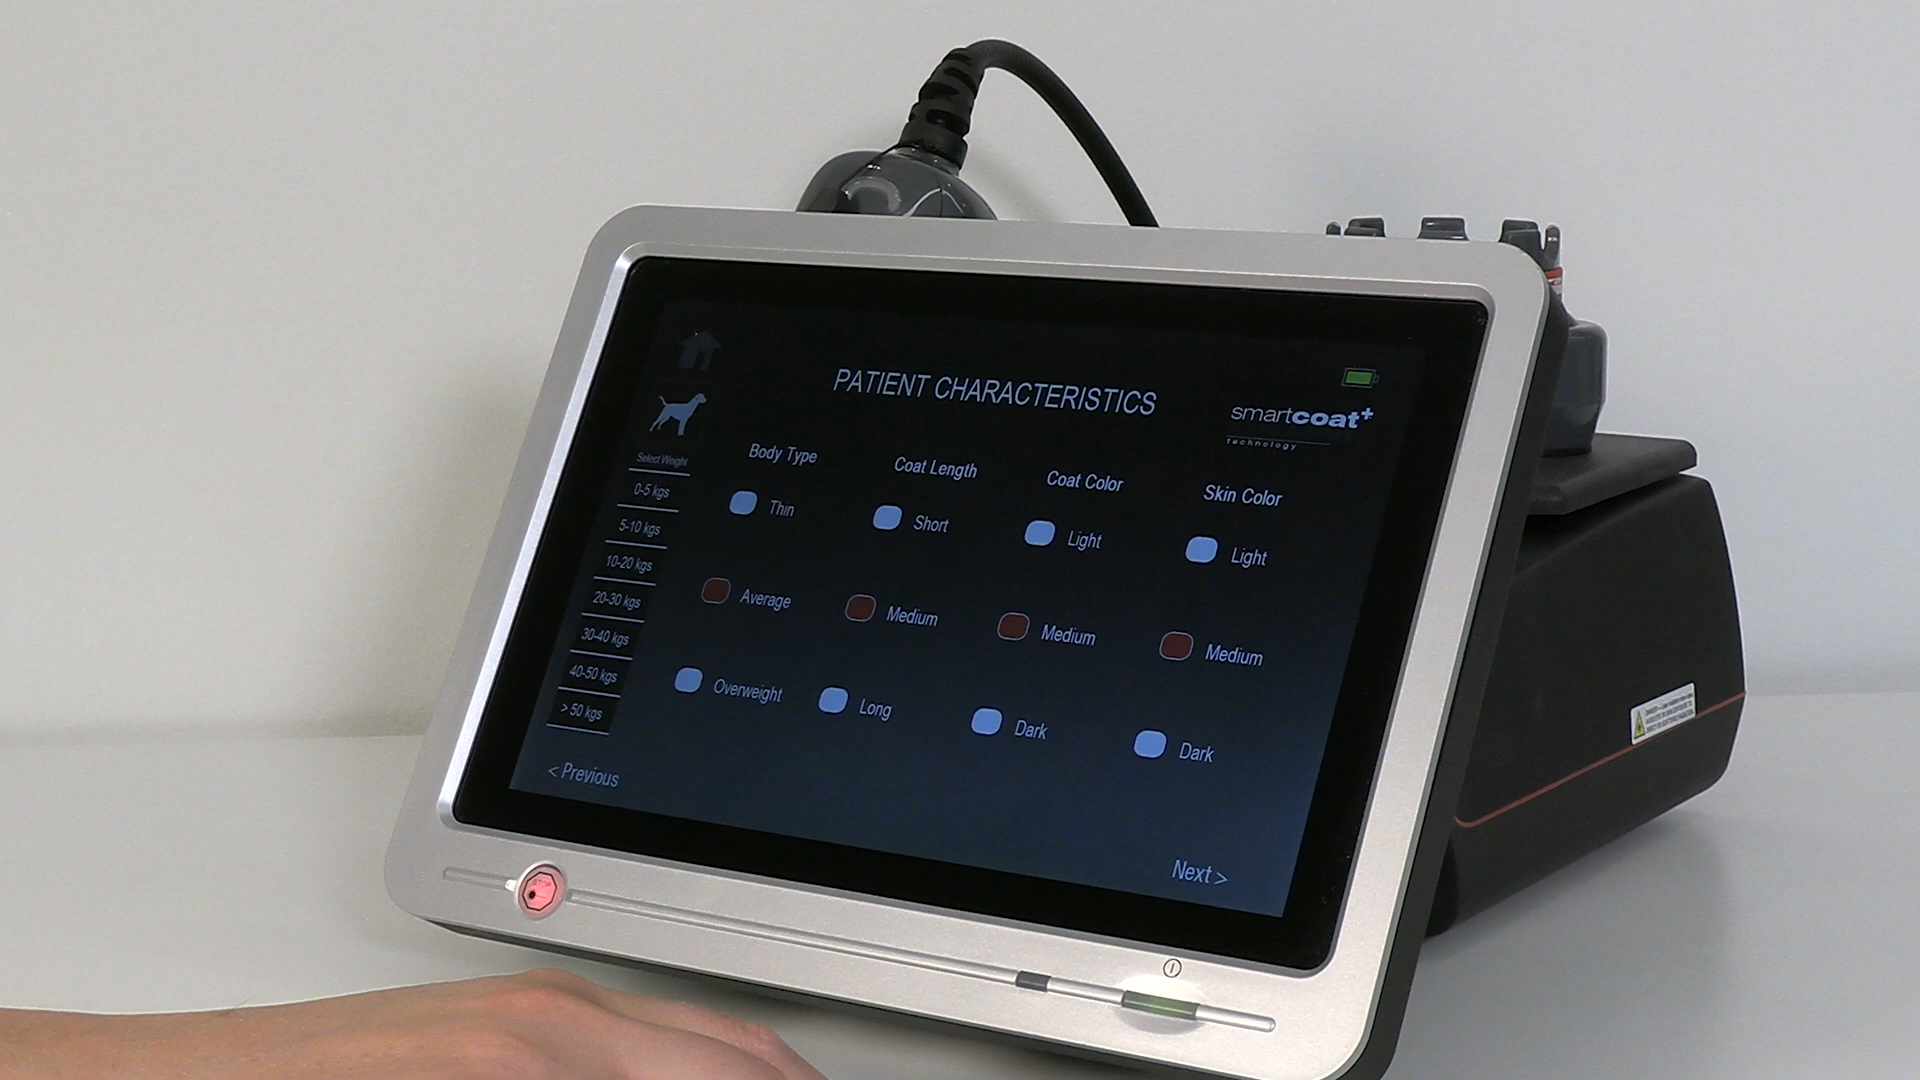 PATIENT CHARACTERISTICS
smartcoat+
technology
Select Weight
0-5 kgs
5-10 kgs
10-20 kgs
20-30 kgs
30-40 kgs
40-50 kgs
> 50 kgs
Body Type
Thin
Average
Overweight
Coat Length
Short
Medium
Long
Coat Color
Light
Medium
Dark
Skin Color
Light
Medium
Dark
< Previous
Next >
STOP